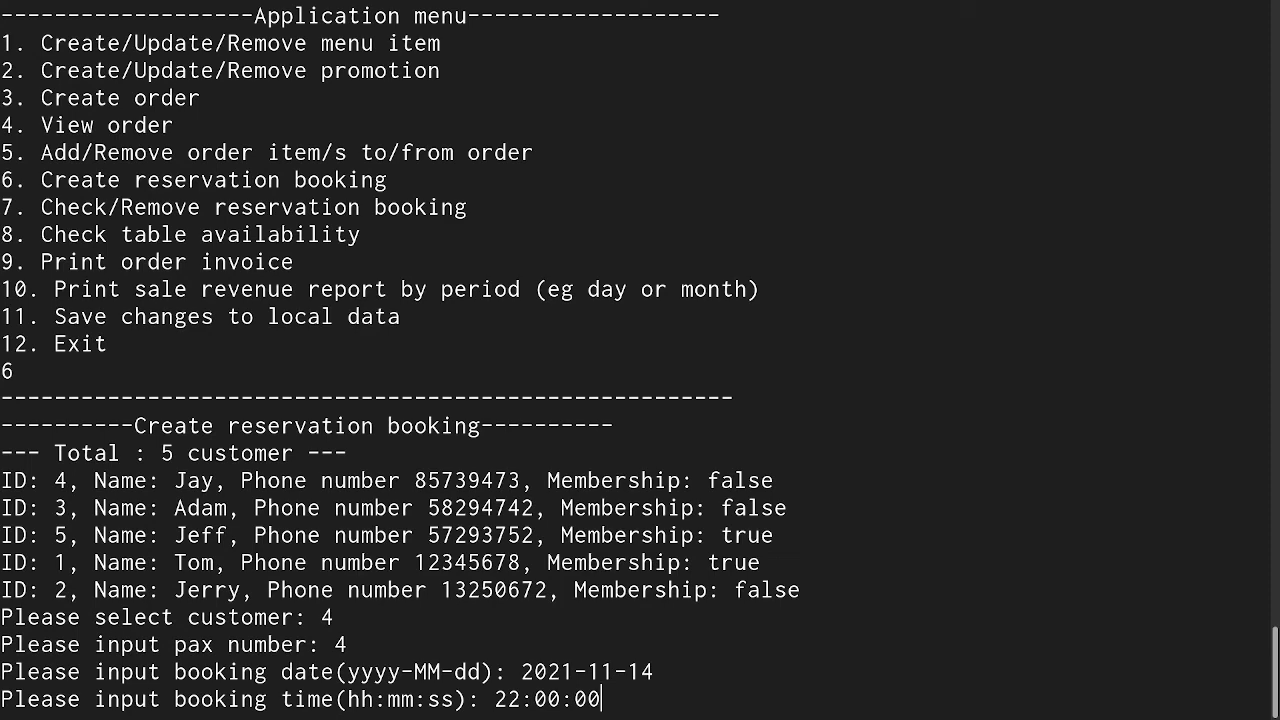 -------------------Application menu-------------------
1. Create/Update/Remove menu item
2. Create/Update/Remove promotion
3. Create order
4. View order
5. Add/Remove order item/s to/from order
6. Create reservation booking
7. Check/Remove reservation booking
8. Check table availability
9. Print order invoice
10. Print sale revenue report by period (eg day or month)
11. Save changes to local data
12. Exit
6
-------------------------------------------------------
----------Create reservation booking----------
--- Total : 5 customer ---
ID: 4, Name: Jay, Phone number 85739473, Membership: false
ID: 3, Name: Adam, Phone number 58294742, Membership: false
ID: 5, Name: Jeff, Phone number 57293752, Membership: true
ID: 1, Name: Tom, Phone number 12345678, Membership: true
ID: 2, Name: Jerry, Phone number 13250672, Membership: false
Please select customer: 4
Please input pax number: 4
Please input booking date(yyyy-MM-dd): 2021-11-14
Please input booking time(hh:mm:ss): 22:00:00